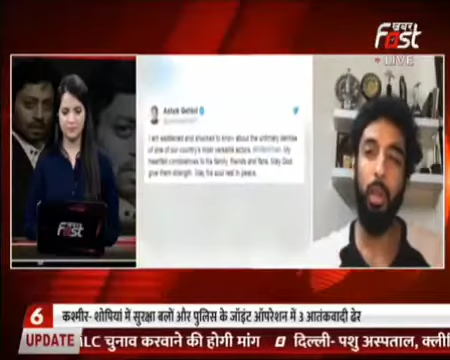 खबर
Fast
LIVE
Ashok Gehlot
I am saddened and shocked to know about the untimely demise
of one of our country's most versatile actors, My
heartfelt condolences to his family, friends and fans. May God
give them strength. May his soul rest in peace.
खबर
Fast
6 कश्मीर- शोपियां में सुरक्षा बलों और पुलिस के जॉइंट ऑपरेशन में 3 आतंकवादी ढेर
UPDATE LC चुनाव करवाने की होगी मांग दिल्ली- पशु अस्पताल, क्ली